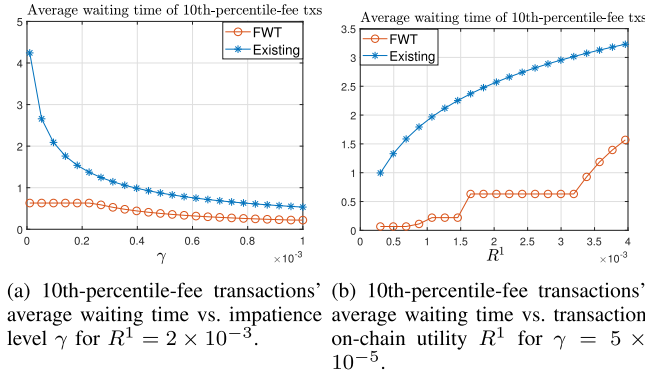 Average waiting time of 10th-percentile-fee txs
FWT
Existing
5
4
3
2
1
0
0 0.2 0.4 0.6 0.8 1
γ
×10⁻³
Average waiting time of 10th-percentile-fee txs
FWT
Existing
3.5
3
2.5
2
1.5
1
0.5
0
0 0.5 1 1.5 2 2.5 3 3.5 4
R¹
×10⁻³
(a) 10th-percentile-fee transactions'
average waiting time vs. impatience
level γ for R¹ = 2 × 10⁻³.
(b) 10th-percentile-fee transactions'
average waiting time vs. transaction
on-chain utility R¹ for γ = 5 ×
10⁻⁵.